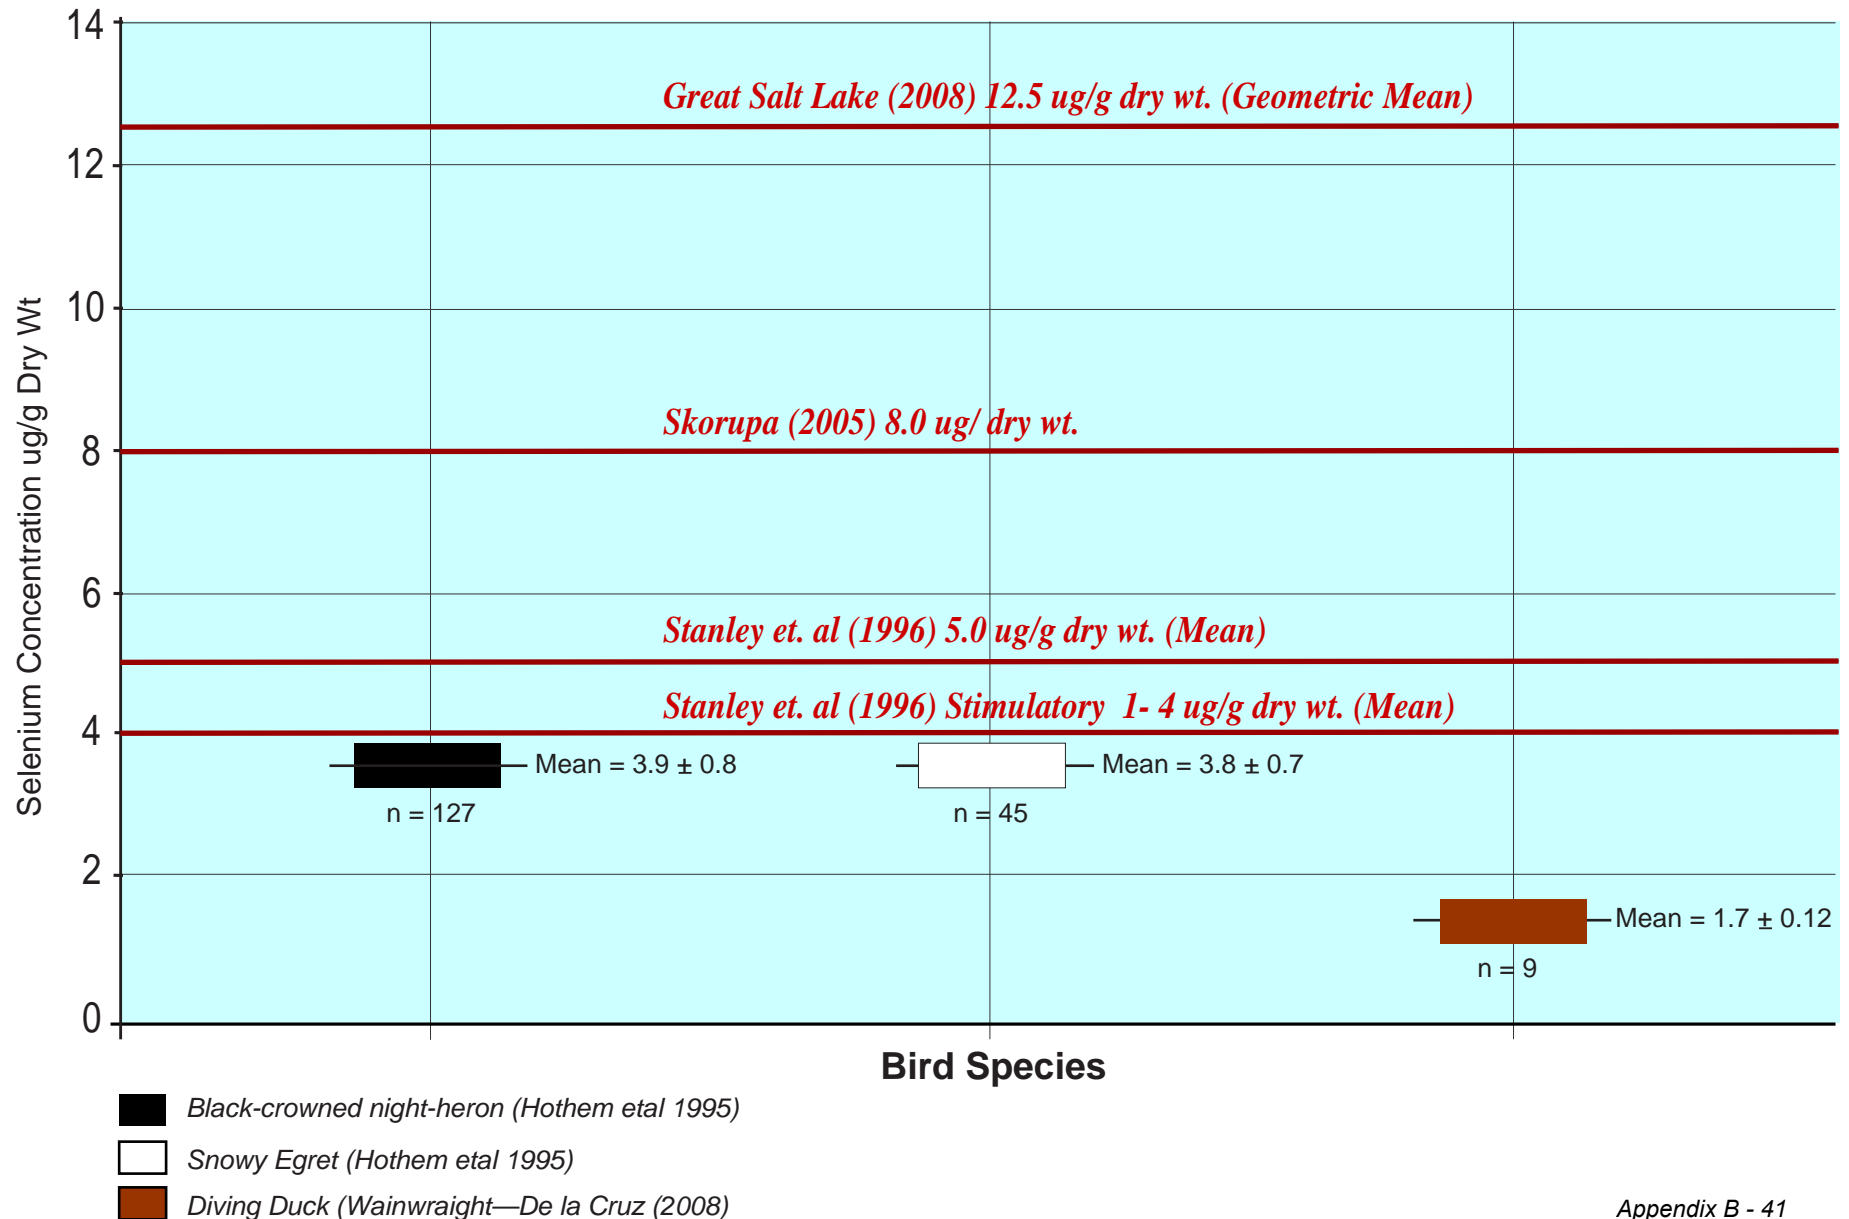 14
Great Salt Lake (2008) 12.5 ug/g dry wt. (Geometric Mean)
12
10
Skorupa (2005) 8.0 ug/ dry wt.
8
6
Stanley et. al (1996) 5.0 ug/g dry wt. (Mean)
Stanley et. al (1996) Stimulatory 1- 4 ug/g dry wt. (Mean)
4
Mean = 3.9 ± 0.8
n = 127
Mean = 3.8 ± 0.7
n = 45
2
Mean = 1.7 ± 0.12
n = 9
0
Selenium Concentration ug/g Dry Wt
Bird Species
Black-crowned night-heron (Hothem etal 1995)
Snowy Egret (Hothem etal 1995)
Diving Duck (Wainwraight—De la Cruz (2008)
Appendix B - 41